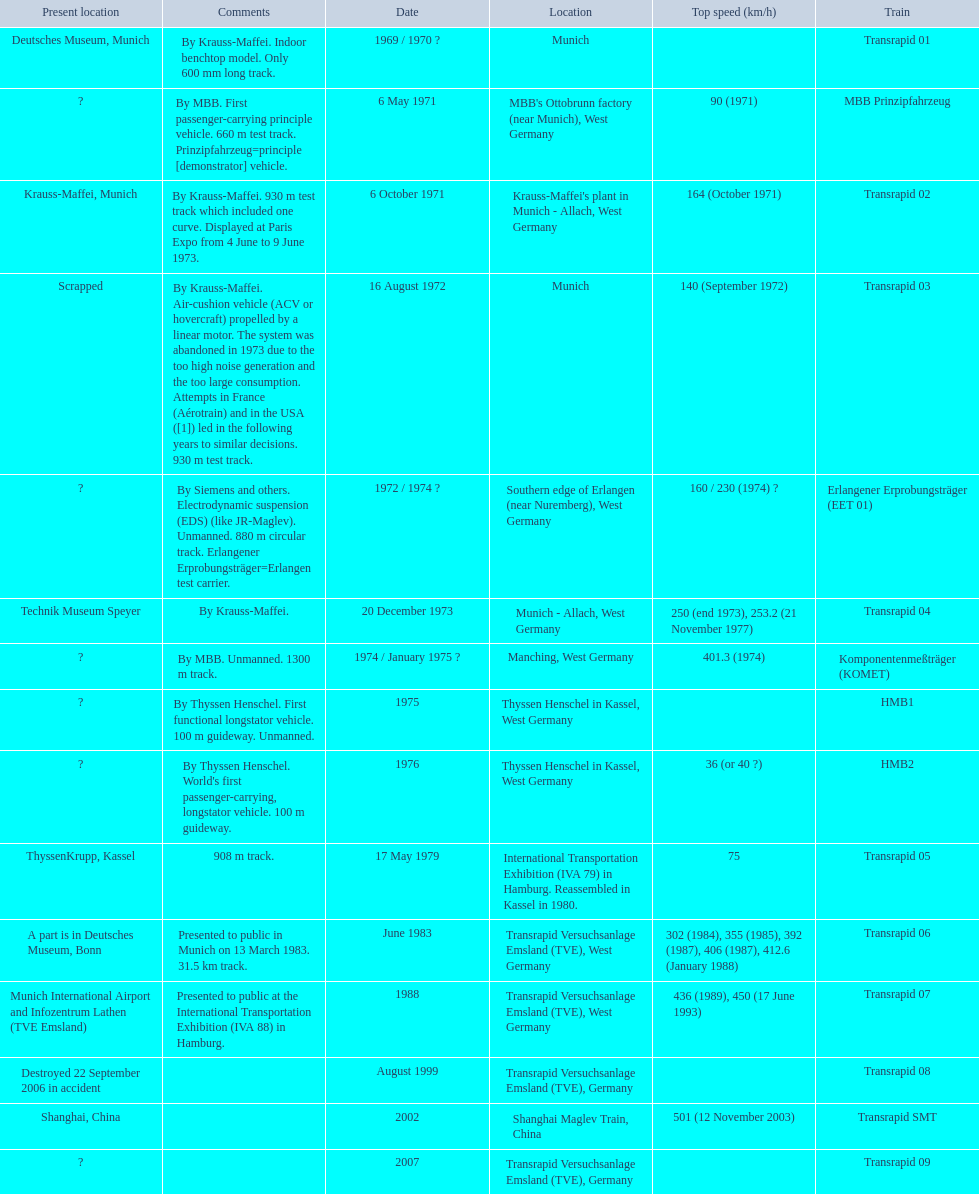 Present location Comments Date Location Top speed (km/h) Train
Deutsches Museum, Munich
By Krauss-Maffei. Indoor
benchtop model. Only
600 mm long track.
1969 / 1970 ?
Munich
Transrapid 01
?
By MBB. First
passenger-carrying principle
vehicle. 660 m test track.
Prinzipfahrzeug=principle
[demonstrator] vehicle.
6 May 1971
MBB's Ottobrunn factory
(near Munich), West
Germany
90 (1971)
MBB Prinzipfahrzeug
Krauss-Maffei, Munich
By Krauss-Maffei. 930 m test
track which included one
curve. Displayed at Paris
Expo from 4 June to 9 June
1973.
6 October 1971
Krauss-Maffei's plant in
Munich - Allach, West
Germany
164 (October 1971)
Transrapid 02
Scrapped
By Krauss-Maffei.
Air-cushion vehicle (ACV or
hovercraft) propelled by a
linear motor. The system was
abandoned in 1973 due to the
too high noise generation and
the too large consumption.
Attempts in France
(Aérotrain) and in the USA
([1]) led in the following
years to similar decisions.
930 m test track.
16 August 1972
Munich
140 (September 1972)
Transrapid 03
?
By Siemens and others.
Electrodynamic suspension
(EDS) (like JR-Maglev).
Unmanned. 880 m circular
track. Erlangener
Erprobungsträger=Erlangen
test carrier.
1972 / 1974 ?
Southern edge of Erlangen
(near Nuremberg), West
Germany
160 / 230 (1974) ?
Erlangener Erprobungsträger
(EET 01)
Technik Museum Speyer
By Krauss-Maffei.
20 December 1973
Munich - Allach, West
Germany
250 (end 1973), 253.2 (21
November 1977)
Transrapid 04
?
By MBB. Unmanned. 1300
m track.
1974 / January 1975 ?
Manching, West Germany
401.3 (1974)
Komponentenmeßträger
(KOMET)
?
By Thyssen Henschel. First
functional longstator vehicle.
100 m guideway. Unmanned.
1975
Thyssen Henschel in Kassel,
West Germany
HMB1
?
By Thyssen Henschel.
World's first
passenger-carrying,
longstator vehicle. 100 m
guideway.
1976
Thyssen Henschel in Kassel,
West Germany
36 (or 40 ?)
HMB2
ThyssenKrupp, Kassel
908 m track.
17 May 1979
International Transportation
Exhibition (IVA 79) in
Hamburg. Reassembled in
Kassel in 1980.
75
Transrapid 05
A part is in Deutsches
Museum, Bonn
Presented to public in
Munich on 13 March 1983.
31.5 km track.
June 1983
Transrapid Versuchsanlage
Emsland (TVE), West
Germany
302 (1984), 355 (1985), 392
(1987), 406 (1987), 412.6
(January 1988)
Transrapid 06
Munich International Airport
and Infozentrum Lathen (TVE
Emsland)
Presented to public at the
International Transportation
Exhibition (IVA 88) in
Hamburg.
1988
Transrapid Versuchsanlage
Emsland (TVE), West
Germany
436 (1989), 450 (17 June
1993)
Transrapid 07
Destroyed 22 September
2006 in accident
August 1999
Transrapid Versuchsanlage
Emsland (TVE), Germany
Transrapid 08
Shanghai, China
2002
Shanghai Maglev Train,
China
501 (12 November 2003)
Transrapid SMT
?
2007
Transrapid Versuchsanlage
Emsland (TVE), Germany
Transrapid 09